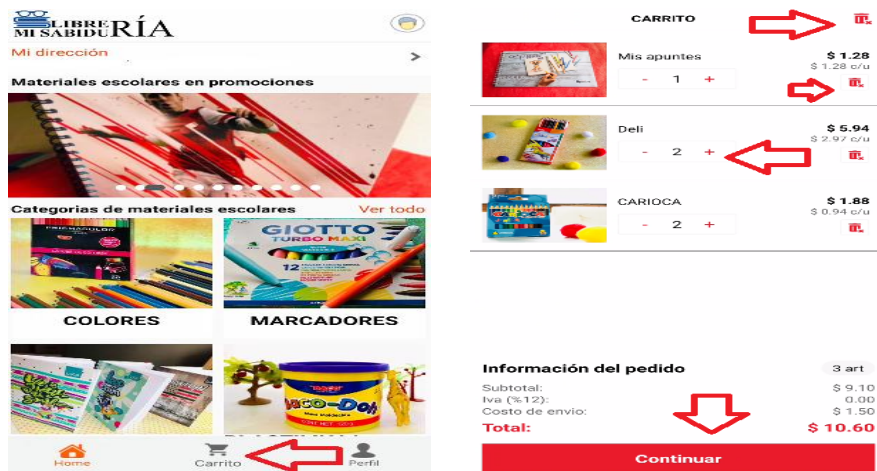 LIBRE
MI SABIDURÍA
Mi dirección
Materiales escolares en promociones
Categorias de materiales escolares Ver todo
PRISMACOLOR
GIOTTO
TURBO MAXI
12
COLORES
MARCADORES
Home
Carrito
Perfil
CARRITO
Mis apuntes
$ 1.28
$ 1.28 c/u
- 1 +
Deli
$ 5.94
$ 2.97 c/u
- 2 +
CARIOCA
$ 1.88
$ 0.94 c/u
- 2 +
Información del pedido
3 art
Subtotal: $ 9.10
Iva (%12): 0.00
Costo de envio: $ 1.50
Total: $ 10.60
Continuar